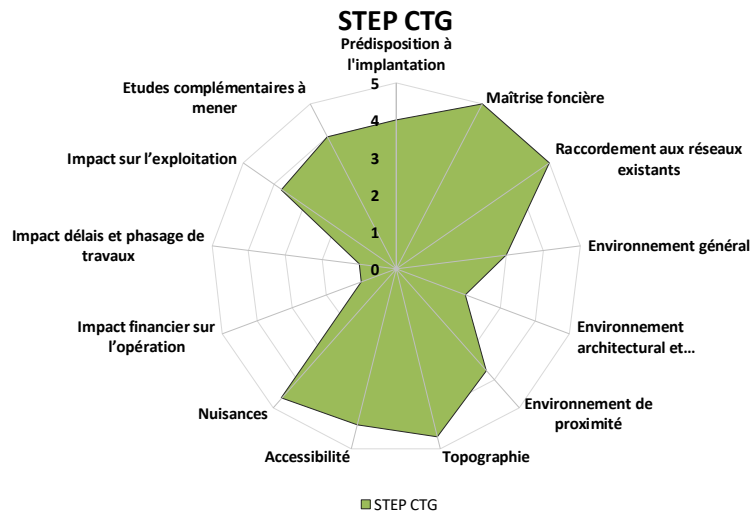 STEP CTG
Prédisposition à
l'implantation
Maîtrise foncière
Raccordement aux réseaux
existants
Environnement général
Environnement
architectural et…
Environnement de
proximité
Topographie
Accessibilité
Nuisances
Impact financier sur
l’opération
Impact délais et phasage de
travaux
Impact sur l’exploitation
Etudes complémentaires à
mener
5
4
3
2
1
0
STEP CTG